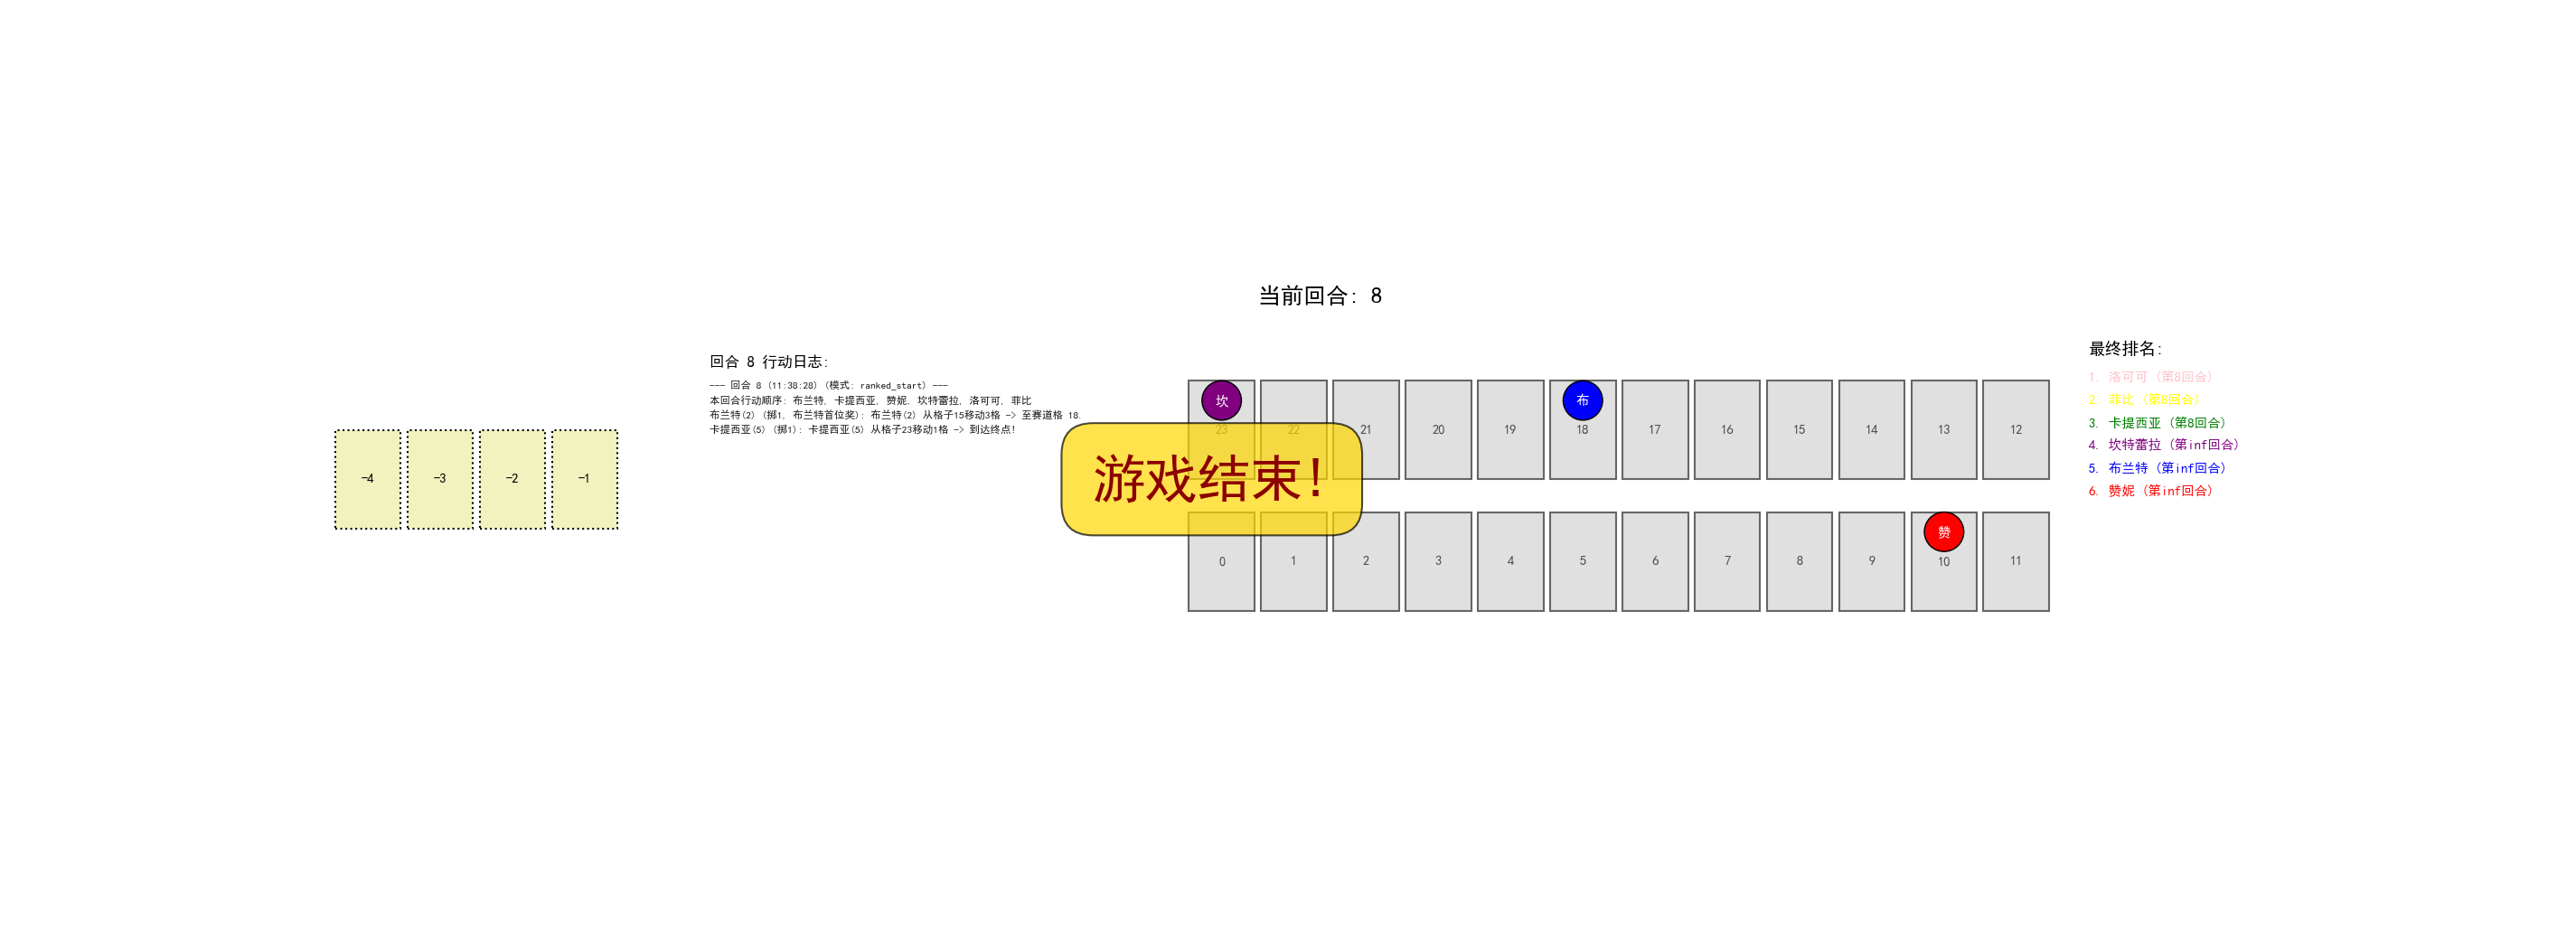 当前回合: 8
回合 8 行动日志:
--- 回合 8 (11:38:28) (模式: ranked_start) ---
本回合行动顺序: 布兰特, 卡提西亚, 赞妮, 坎特蕾拉, 洛可可, 菲比
布兰特(2) (掷1, 布兰特首位奖): 布兰特(2) 从格子15移动3格 -> 至赛道格 18.
卡提西亚(5) (掷1): 卡提西亚(5) 从格子23移动1格 -> 到达终点!
-4 -3 -2 -1
坎 布
23 22 21 20 19 18 17 16 15 14 13 12
游戏结束!
赞
0 1 2 3 4 5 6 7 8 9 10 11
最终排名:
1. 洛可可 (第8回合)
2. 菲比 (第8回合)
3. 卡提西亚 (第8回合)
4. 坎特蕾拉 (第inf回合)
5. 布兰特 (第inf回合)
6. 赞妮 (第inf回合)